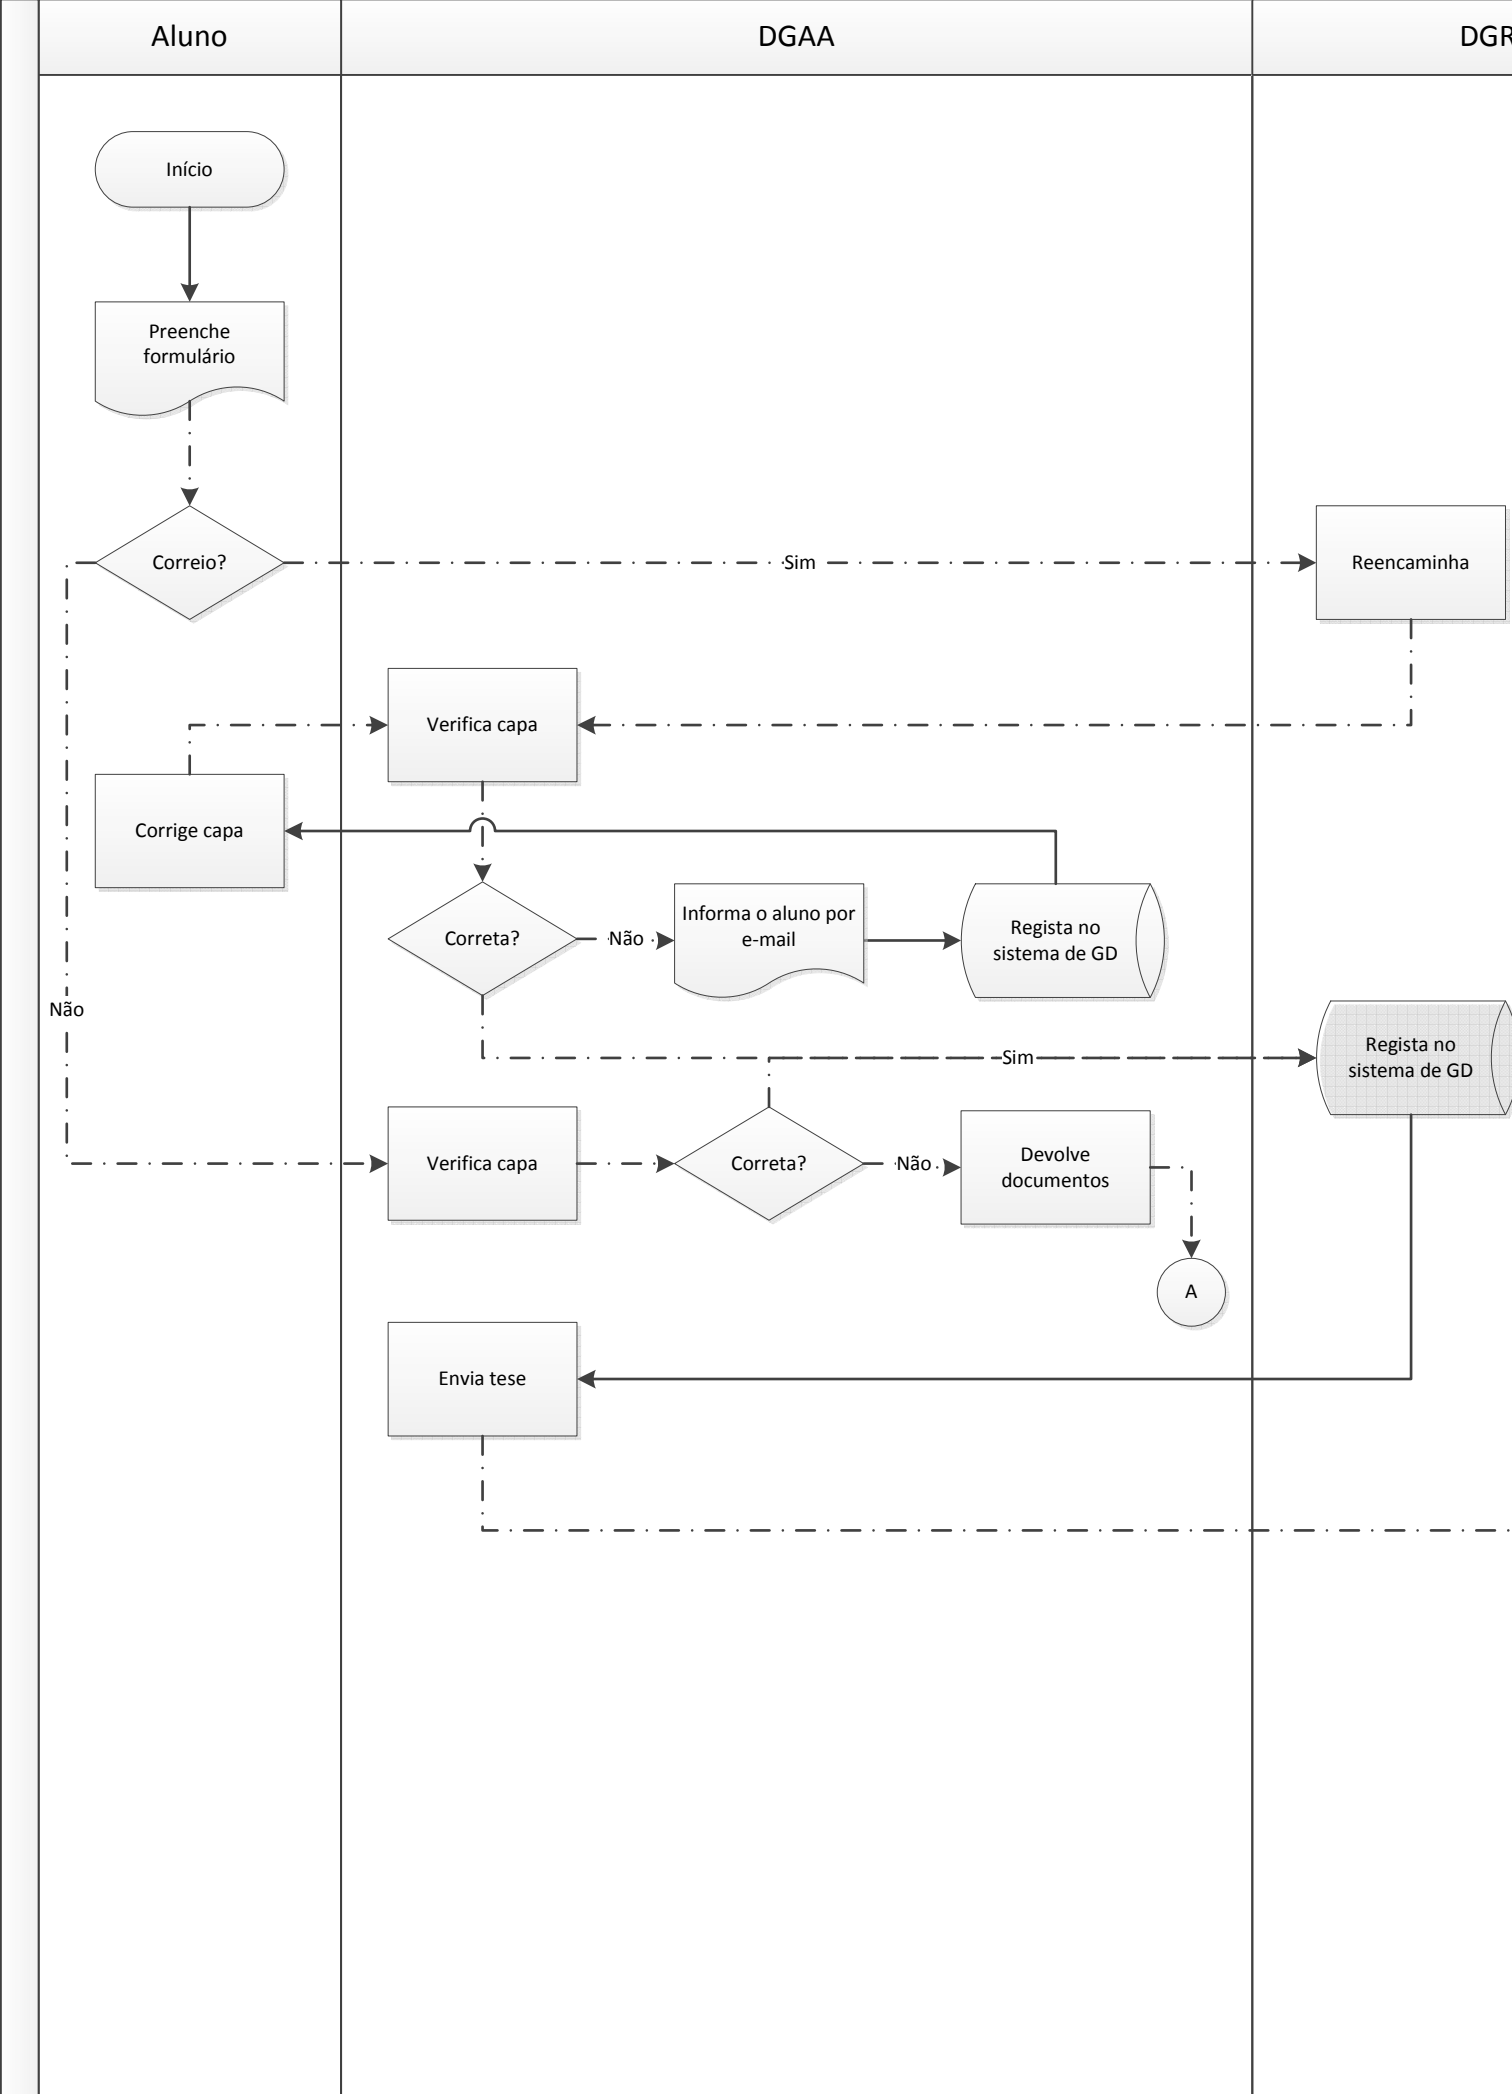 Aluno
DGAA
DGR
Início
Preenche
formulário
Correio?
Sim
Reencaminha
Verifica capa
Corrige capa
Correta?
Não
Informa o aluno por
e-mail
Regista no
sistema de GD
Não
Sim
Regista no
sistema de GD
Verifica capa
Correta?
Não
Devolve
documentos
A
Envia tese